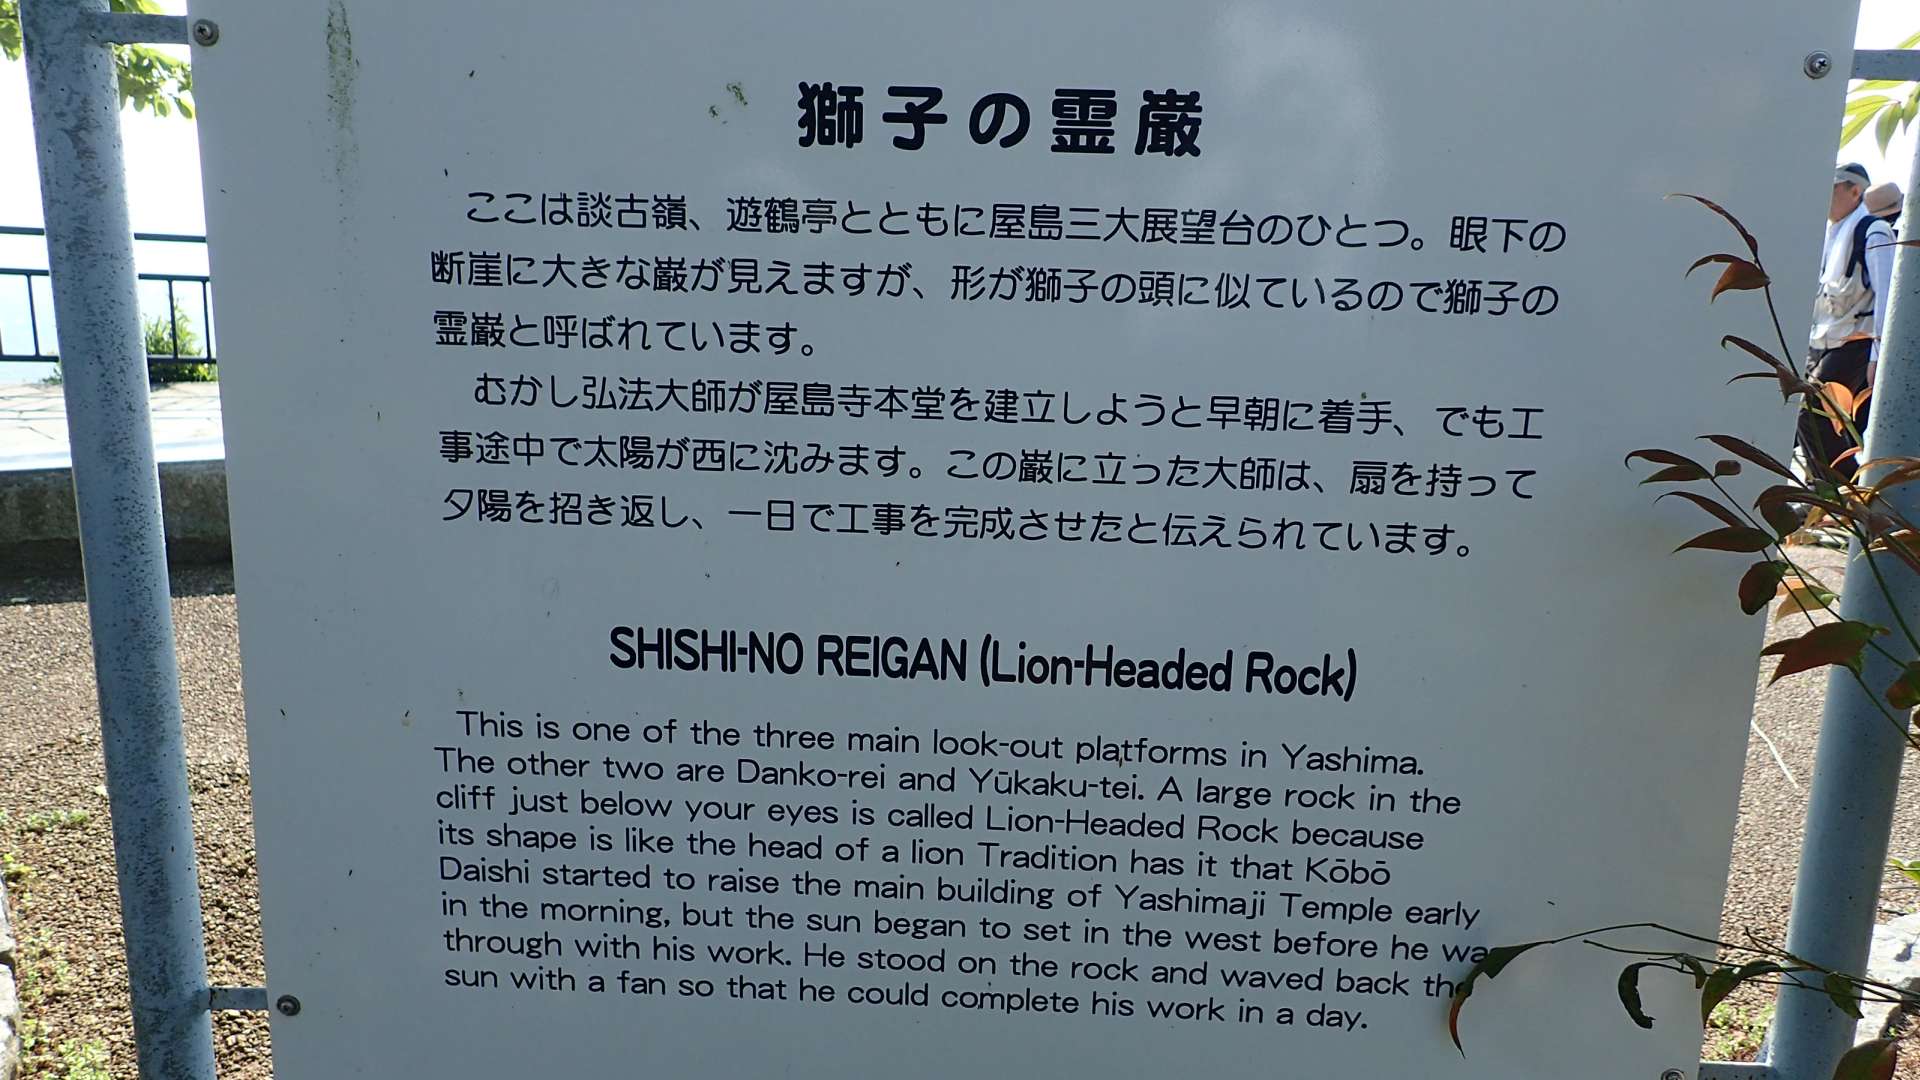 獅子の霊巌
ここは談古嶺、遊鶴亭とともに屋島三大展望台のひとつ。眼下の
断崖に大きな巌が見えますが、形が獅子の頭に似ているので獅子の
霊巌と呼ばれています。
むかし弘法大師が屋島寺本堂を建立しようと早朝に着手、でも工
事途中で太陽が西に沈みます。この巌に立った大師は、扇を持って
夕陽を招き返し、一日で工事を完成させたと伝えられています。
SHISHI-NO REIGAN (Lion-Headed Rock)
This is one of the three main look-out platforms in Yashima.
The other two are Danko-rei and Yūkaku-tei. A large rock in the
cliff just below your eyes is called Lion-Headed Rock because
its shape is like the head of a lion Tradition has it that Kōbō
Daishi started to raise the main building of Yashimaji Temple early
in the morning, but the sun began to set in the west before he was
through with his work. He stood on the rock and waved back the
sun with a fan so that he could complete his work in a day.